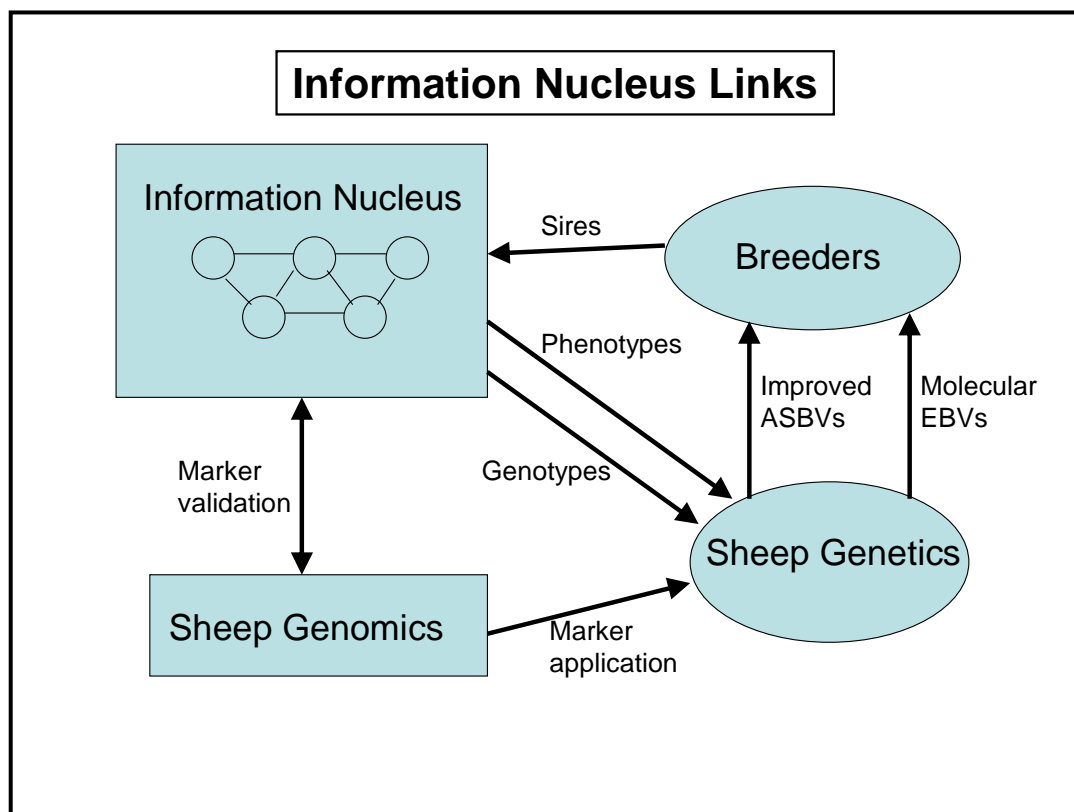 Information Nucleus Links
Information Nucleus
Sires
Breeders
Phenotypes
Improved
ASBVs
Molecular
EBVs
Marker
validation
Genotypes
Sheep Genetics
Sheep Genomics
Marker
application